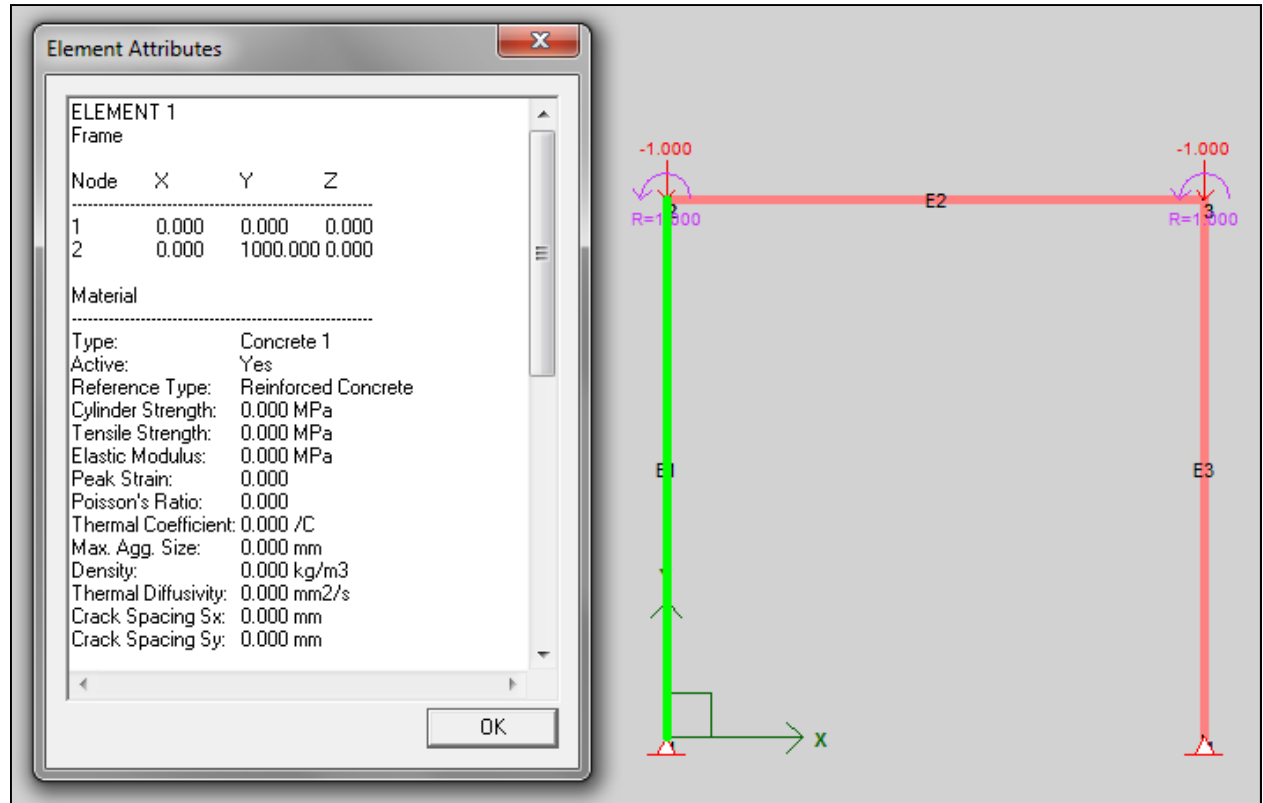 Element Attributes
ELEMENT 1
Frame
Node X Y Z
1 0.000 0.000 0.000
2 0.000 1000.000 0.000
Material
Type: Concrete 1
Active: Yes
Reference Type: Reinforced Concrete
Cylinder Strength: 0.000 MPa
Tensile Strength: 0.000 MPa
Elastic Modulus: 0.000 MPa
Peak Strain: 0.000
Poisson's Ratio: 0.000
Thermal Coefficient: 0.000 /C
Max. Agg. Size: 0.000 mm
Density: 0.000 kg/m3
Thermal Diffusivity: 0.000 mm2/s
Crack Spacing Sx: 0.000 mm
Crack Spacing Sy: 0.000 mm
OK
-1.000
-1.000
E2
2
3
R=1.000
R=1.000
E1
E3
X